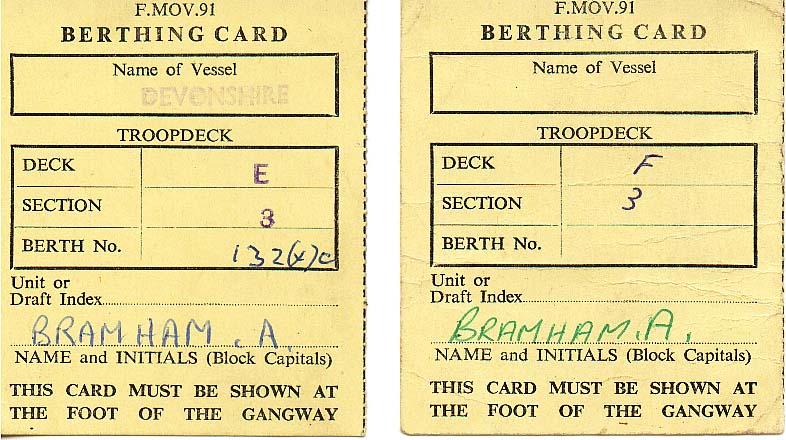 F.MOV.91
BERTHING CARD
Name of Vessel
DEVONSHIRE
TROOPDECK
DECK E
SECTION 3
BERTH No. 132(x)c
Unit or
Draft Index
BRAMHAM. A.
NAME and INITIALS (Block Capitals)
THIS CARD MUST BE SHOWN AT
THE FOOT OF THE GANGWAY
F.MOV.91
BERTHING CARD
Name of Vessel
TROOPDECK
DECK F
SECTION 3
BERTH No.
Unit or
Draft Index
BRAMHAM. A.
NAME and INITIALS (Block Capitals)
THIS CARD MUST BE SHOWN AT
THE FOOT OF THE GANGWAY